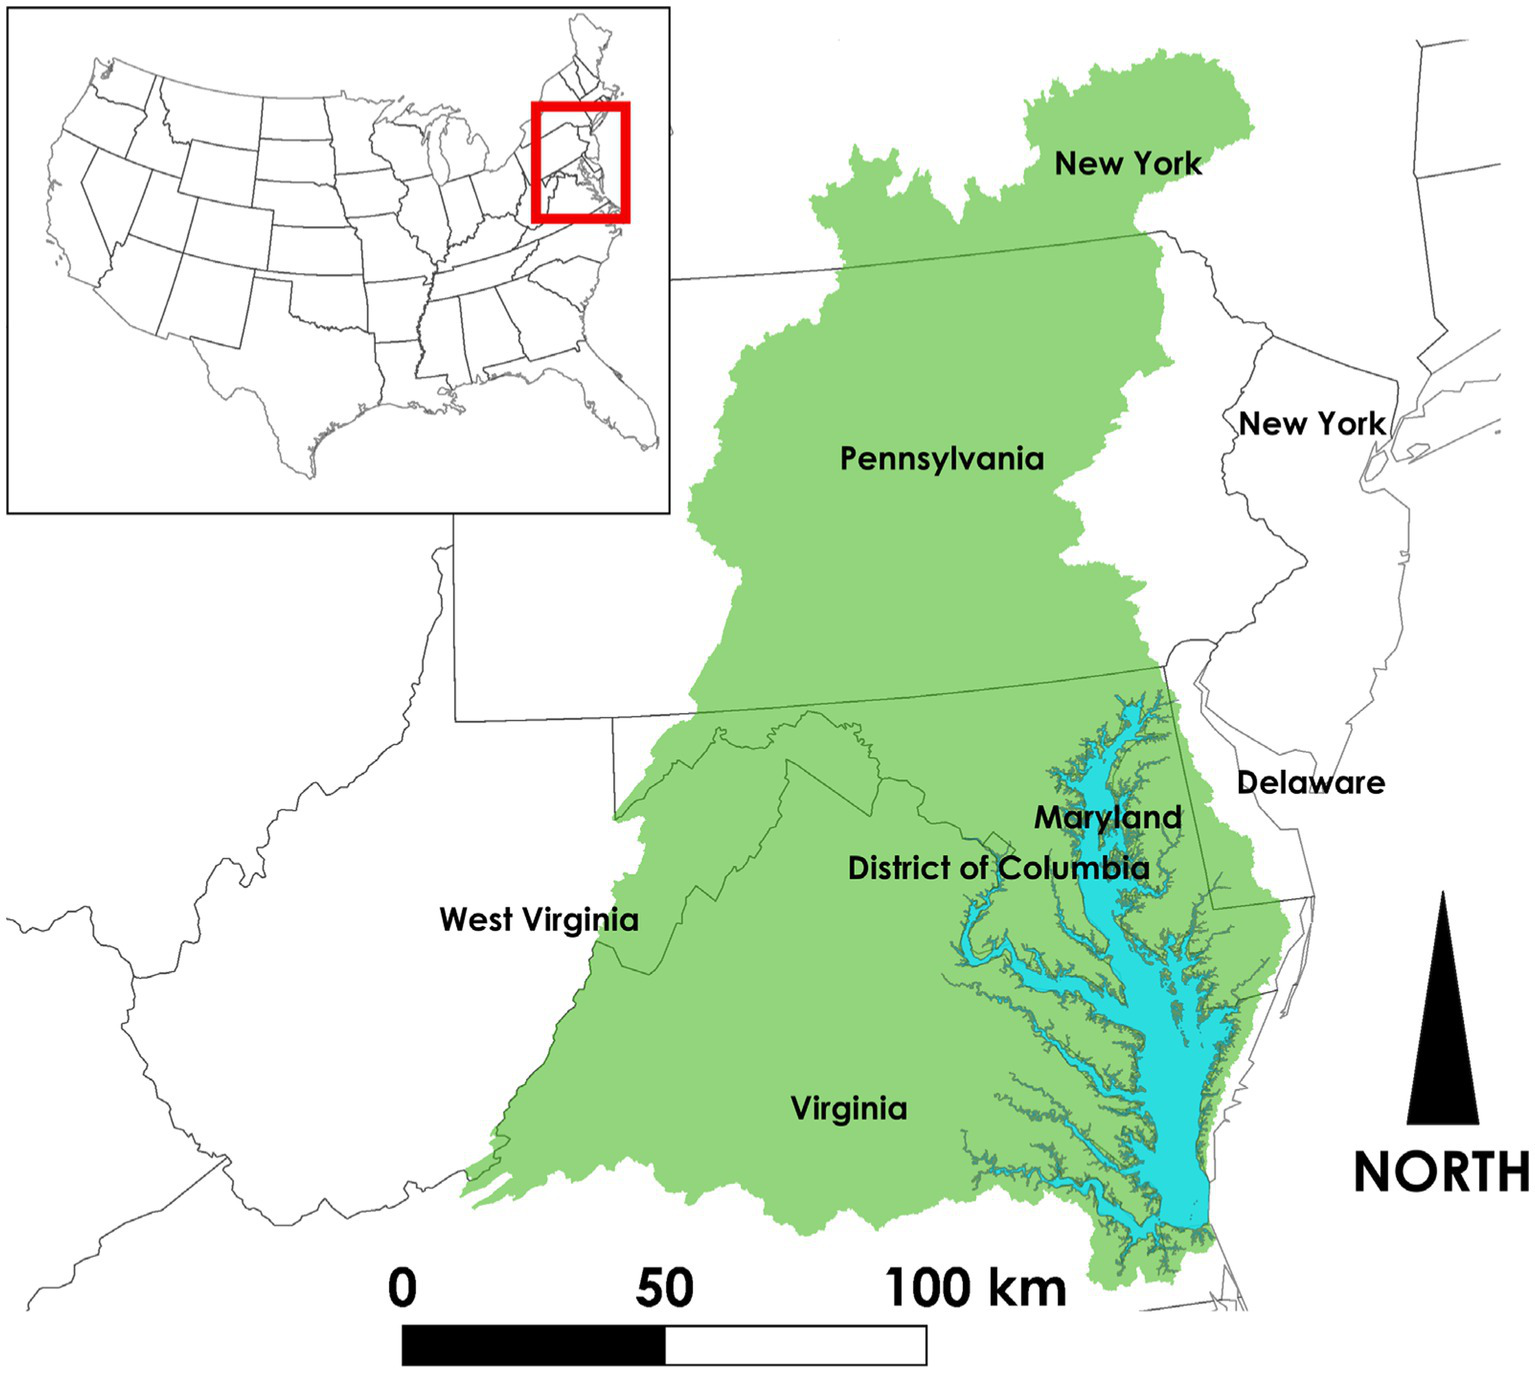 New York
New York
Pennsylvania
Delaware
Maryland
District of Columbia
West Virginia
Virginia
NORTH
0 50 100 km